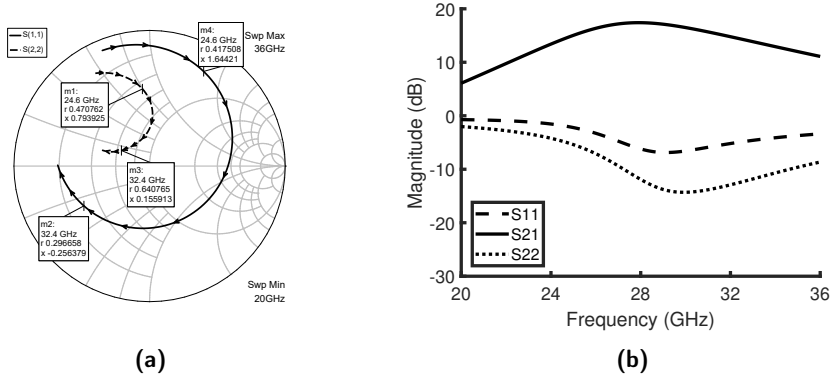 S(1,1)
S(2,2)
m4:
24.6 GHz
r 0.417508
x 1.64421
Swp Max
36GHz
m1:
24.6 GHz
r 0.470762
x 0.793925
m3:
32.4 GHz
r 0.640765
x 0.155913
m2:
32.4 GHz
r 0.296658
x -0.256379
Swp Min
20GHz
(a)
20
10
0
-10
-20
-30
Magnitude (dB)
S11
S21
S22
20 24 28 32 36
Frequency (GHz)
(b)